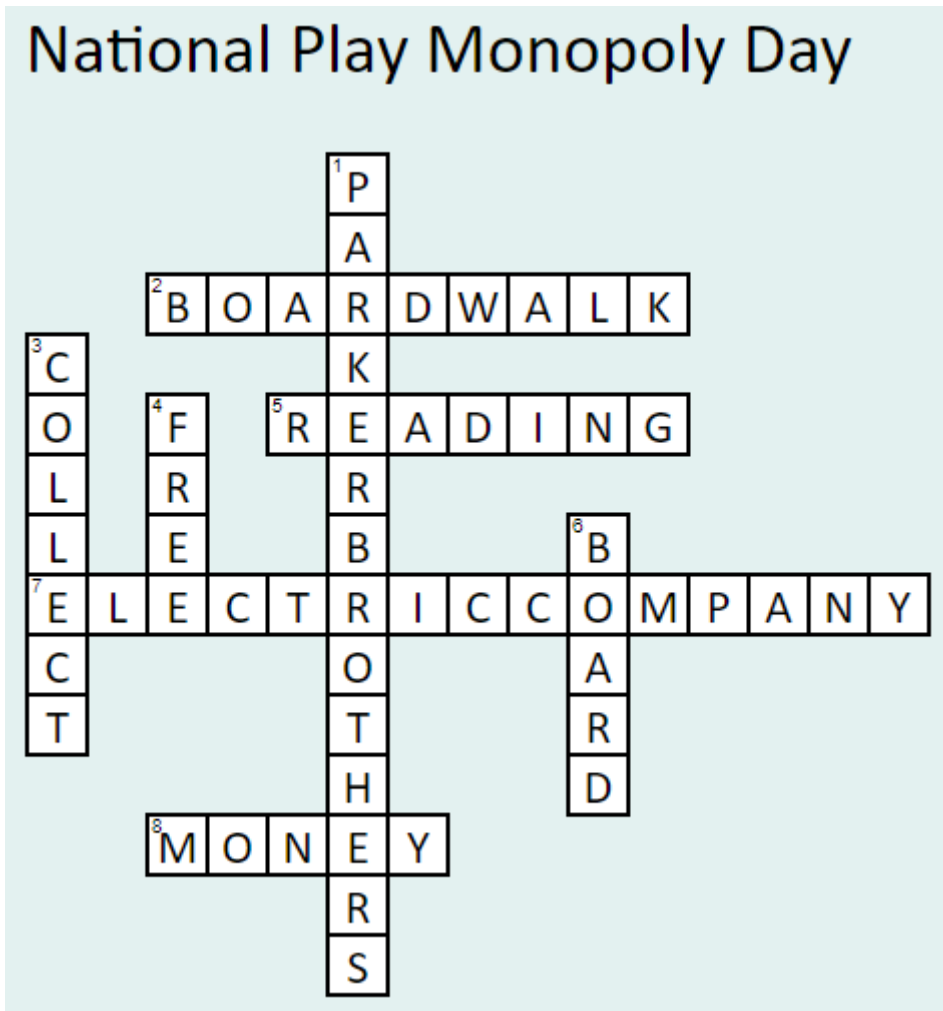 National Play Monopoly Day
1 P
A
2 B O A R D W A L K
3 C K
O 4 F 5 R E A D I N G
L R R
L E B 6 B
7 E L E C T R I C C O M P A N Y
C O A
T T R
H D
8 M O N E Y
R
S